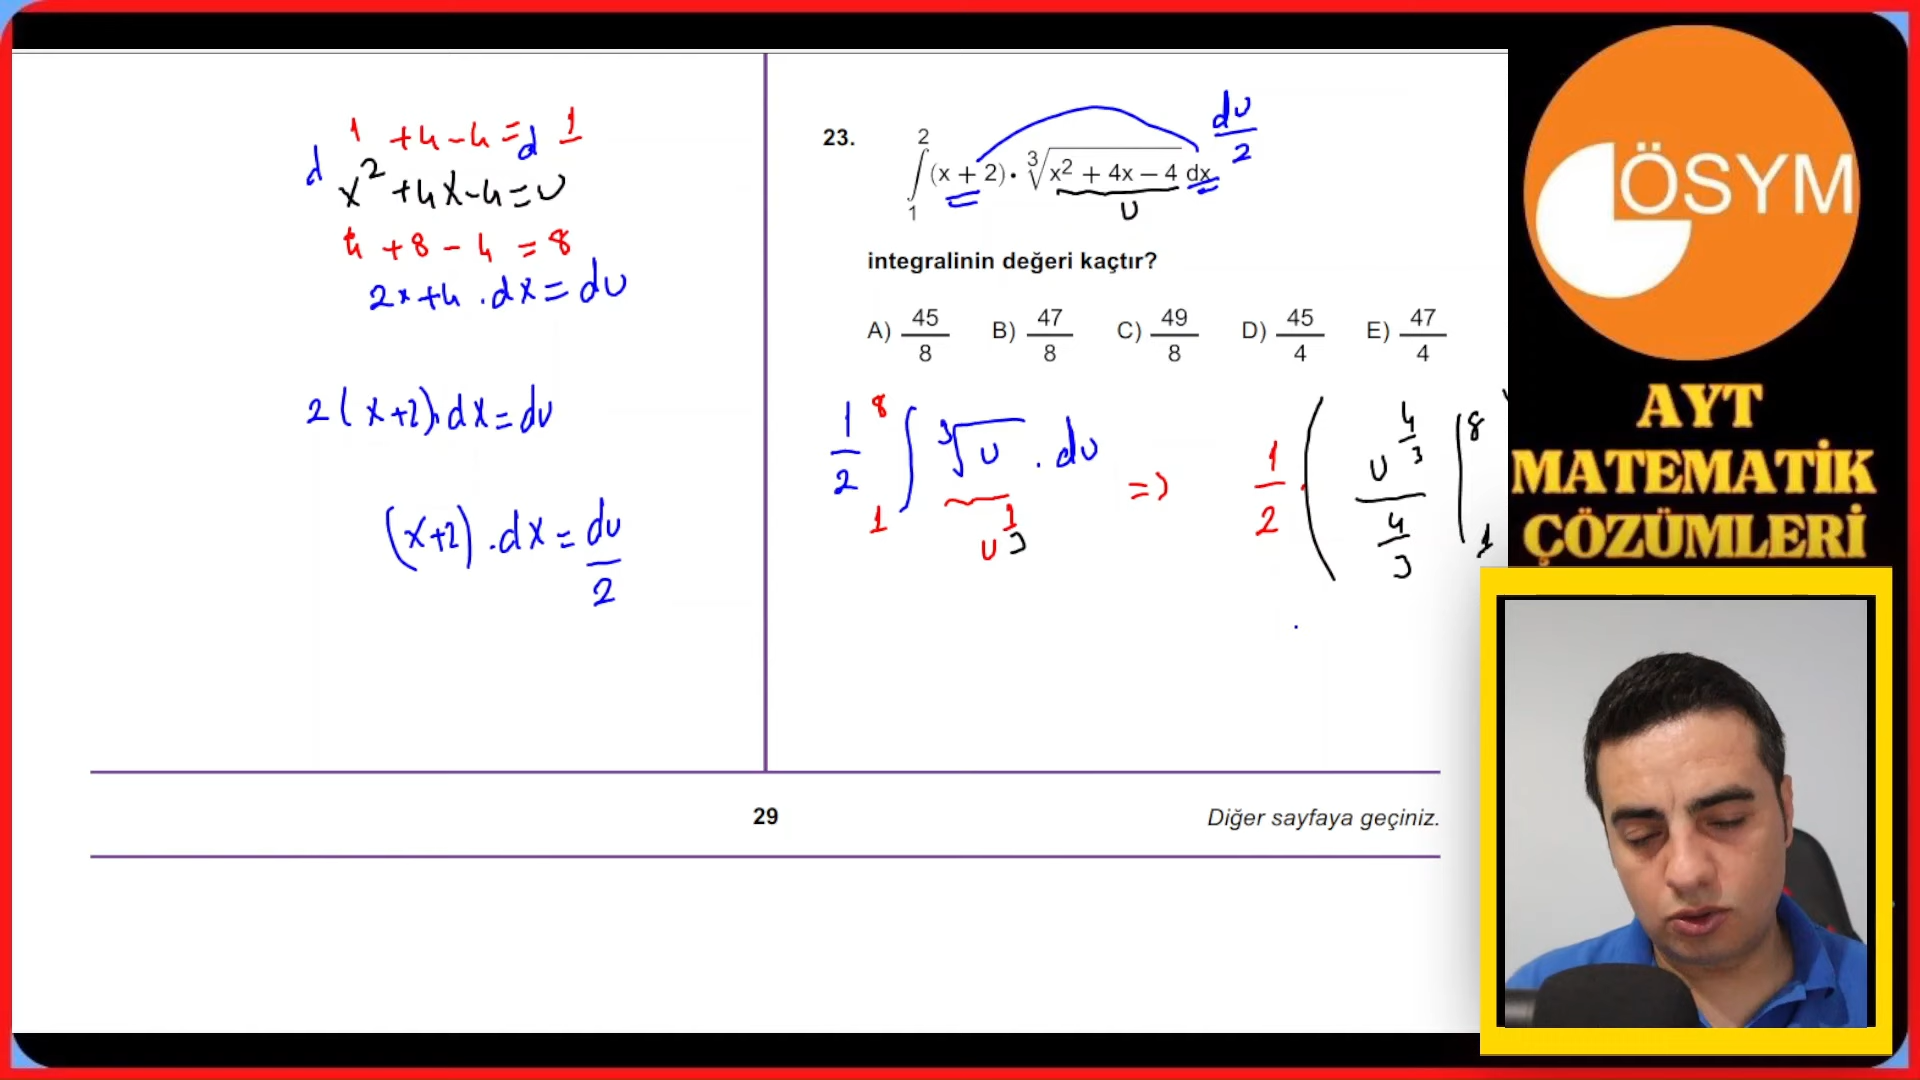 1 + 4 - 4 = 1
d x² + 4x - 4 = u d
4 + 8 - 4 = 8
2x + 4 . dx = du
2(x+2).dx = du
(x+2) . dx = du/2
23. ∫₁² (x + 2) · ∛(x² + 4x – 4) dx
du/2
u
integralinin değeri kaçtır?
A) 45/8 B) 47/8 C) 49/8 D) 45/4 E) 47/4
1/2 ∫₁⁸ ∛u . du => 1/2 . ( u^(4/3) / (4/3) |₁⁸
u^(1/3)
29
Diğer sayfaya geçiniz.
ÖSYM
AYT
MATEMATİK
ÇÖZÜMLERİ